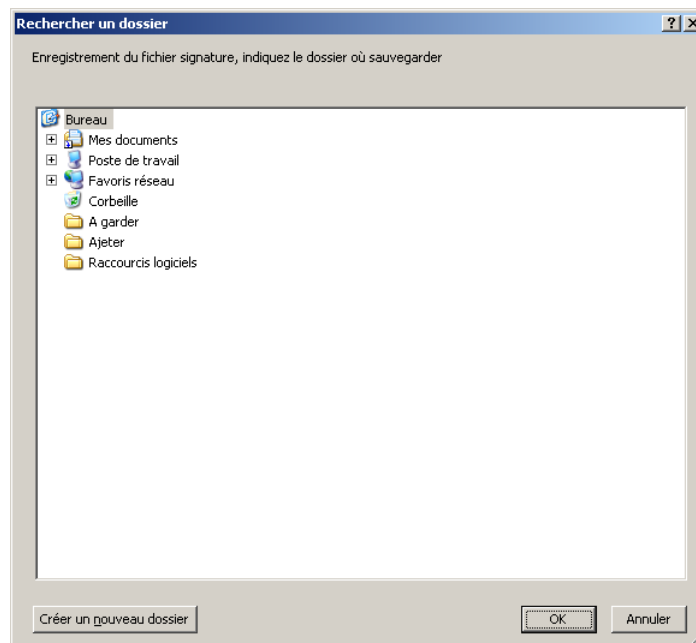 Rechercher un dossier
Enregistrement du fichier signature, indiquez le dossier où sauvegarder
Bureau
Mes documents
Poste de travail
Favoris réseau
Corbeille
A garder
Ajeter
Raccourcis logiciels
Créer un nouveau dossier OK Annuler